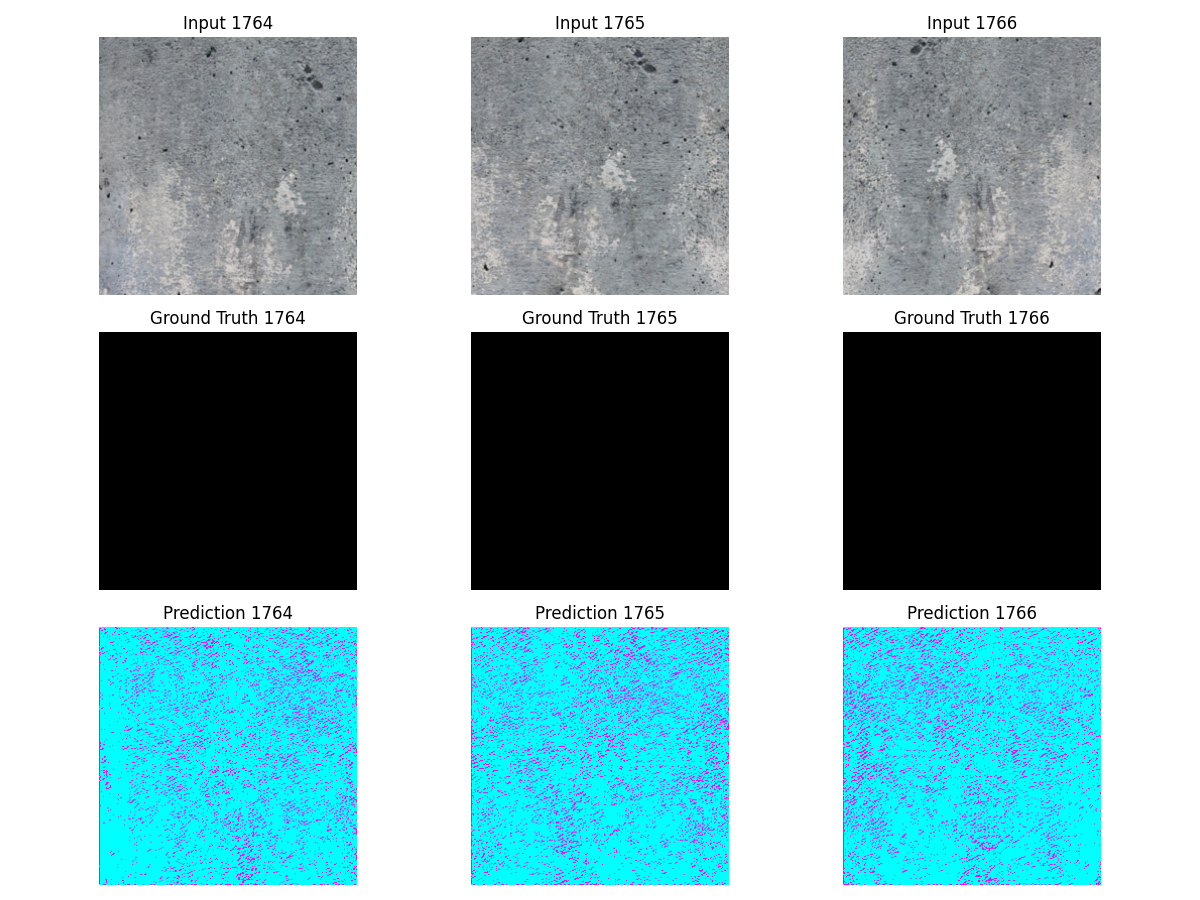 Input 1764
Input 1765
Input 1766
Ground Truth 1764
Ground Truth 1765
Ground Truth 1766
Prediction 1764
Prediction 1765
Prediction 1766